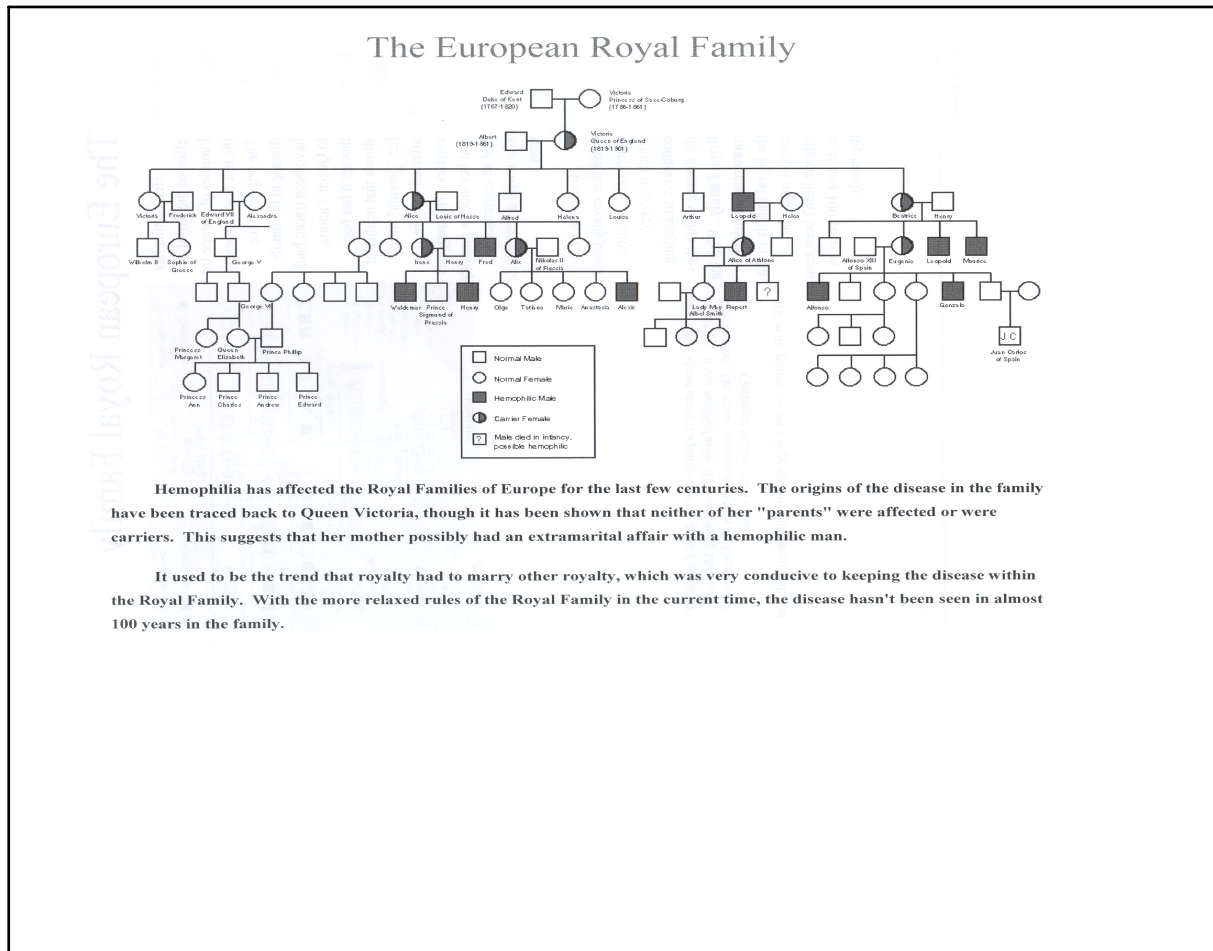 The European Royal Family
Edward
Duke of Kent
(1767-1820)
Victoria
Princess of Saxe/Coburg
(1786-1861)
Albert
(1819-1861)
Victoria
Queen of England
(1819-1901)
Victoria
Frederick
Edward VII
of England
Alexandra
Alice
Louis of Hesse
Alfred
Helena
Louise
Arthur
Leopold
Helen
Beatrice
Henry
Wilhelm II
Sophie of
Greece
George V
Irene
Henry
Fred
Alix
Nikolas II
of Russia
Alice of Athlone
Alfonso XIII
of Spain
Eugenie
Leopold
Maurice
George VI
Waldemar
Prince
Sigmund of
Prussia
Henry
Olga
Tatiana
Marie
Anastasia
Alexis
Lady May
Abel Smith
Rupert
?
Alfonso
Gonzalo
J C
Juan Carlos
of Spain
Princess
Margaret
Queen
Elizabeth
Prince Phillip
Princess
Ann
Prince
Charles
Prince
Andrew
Prince
Edward
Normal Male
Normal Female
Hemophilic Male
Carrier Female
? Male died in infancy,
possible hemophilic
Hemophilia has affected the Royal Families of Europe for the last few centuries. The origins of the disease in the family
have been traced back to Queen Victoria, though it has been shown that neither of her "parents" were affected or were
carriers. This suggests that her mother possibly had an extramarital affair with a hemophilic man.
It used to be the trend that royalty had to marry other royalty, which was very conducive to keeping the disease within
the Royal Family. With the more relaxed rules of the Royal Family in the current time, the disease hasn't been seen in almost
100 years in the family.